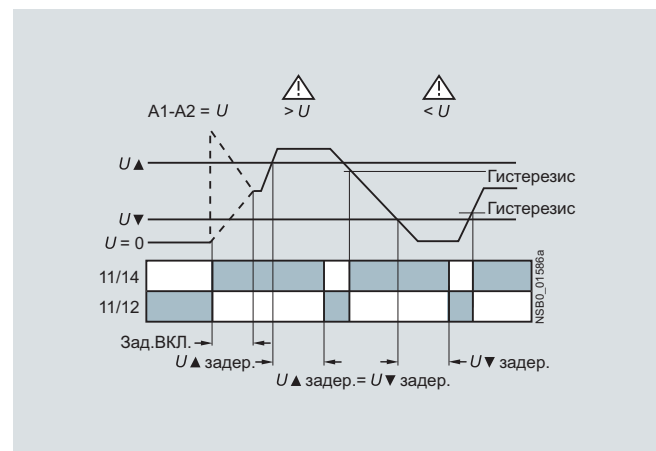 A1-A2 = U
> U
< U
U▲
Гистерезис
U▼
Гистерезис
U = 0
11/14
11/12
NSB0_01586a
Зад.ВКЛ.
U▲задер.
U▼задер.
U▲задер.= U▼задер.